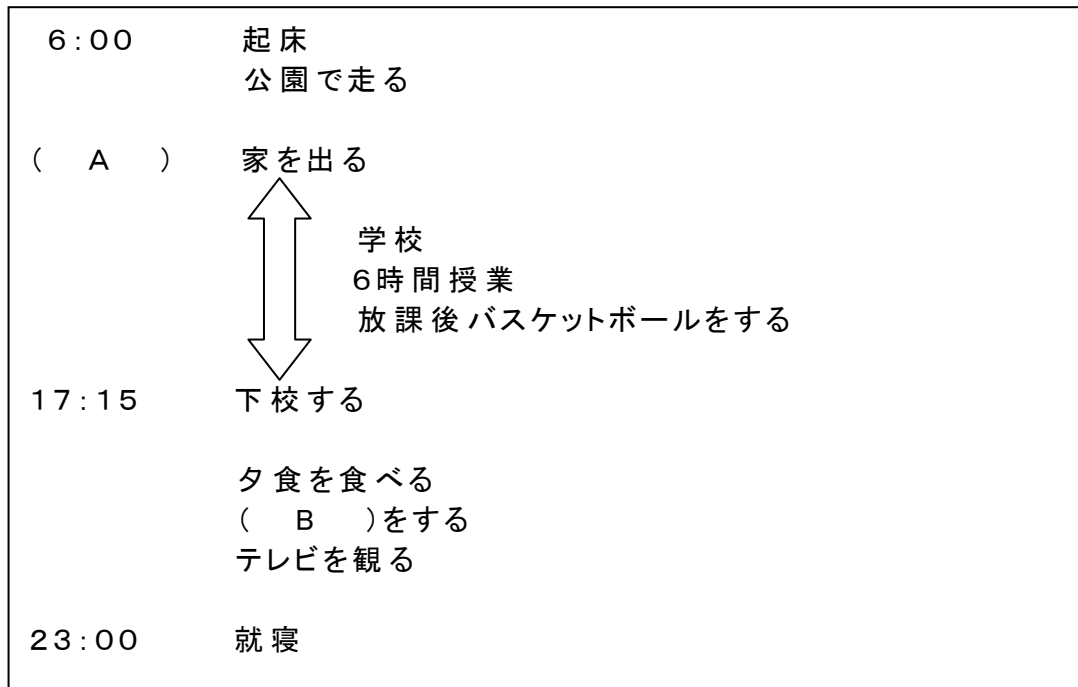 6:00 起床
公園で走る
( A ) 家を出る
学校
6時間授業
放課後バスケットボールをする
17:15 下校する
夕食を食べる
( B )をする
テレビを観る
23:00 就寝